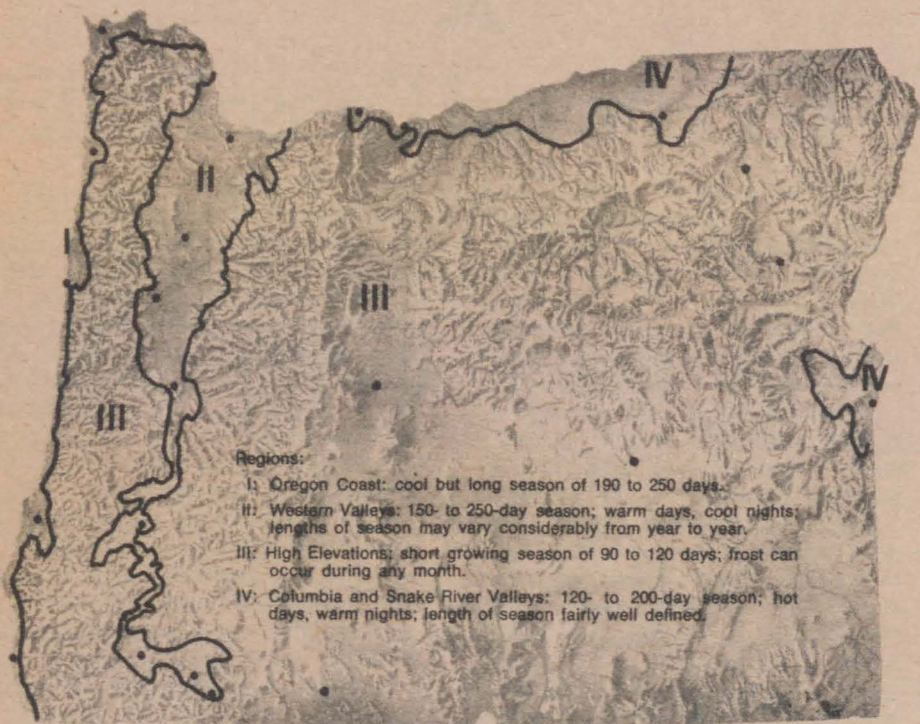 IV
II
I
III
IV
III
Regions:
I: Oregon Coast: cool but long season of 190 to 250 days.
II: Western Valleys: 150- to 250-day season; warm days, cool nights;
lengths of season may vary considerably from year to year.
III: High Elevations; short growing season of 90 to 120 days; frost can
occur during any month.
IV: Columbia and Snake River Valleys: 120- to 200-day season; hot
days, warm nights; length of season fairly well defined.